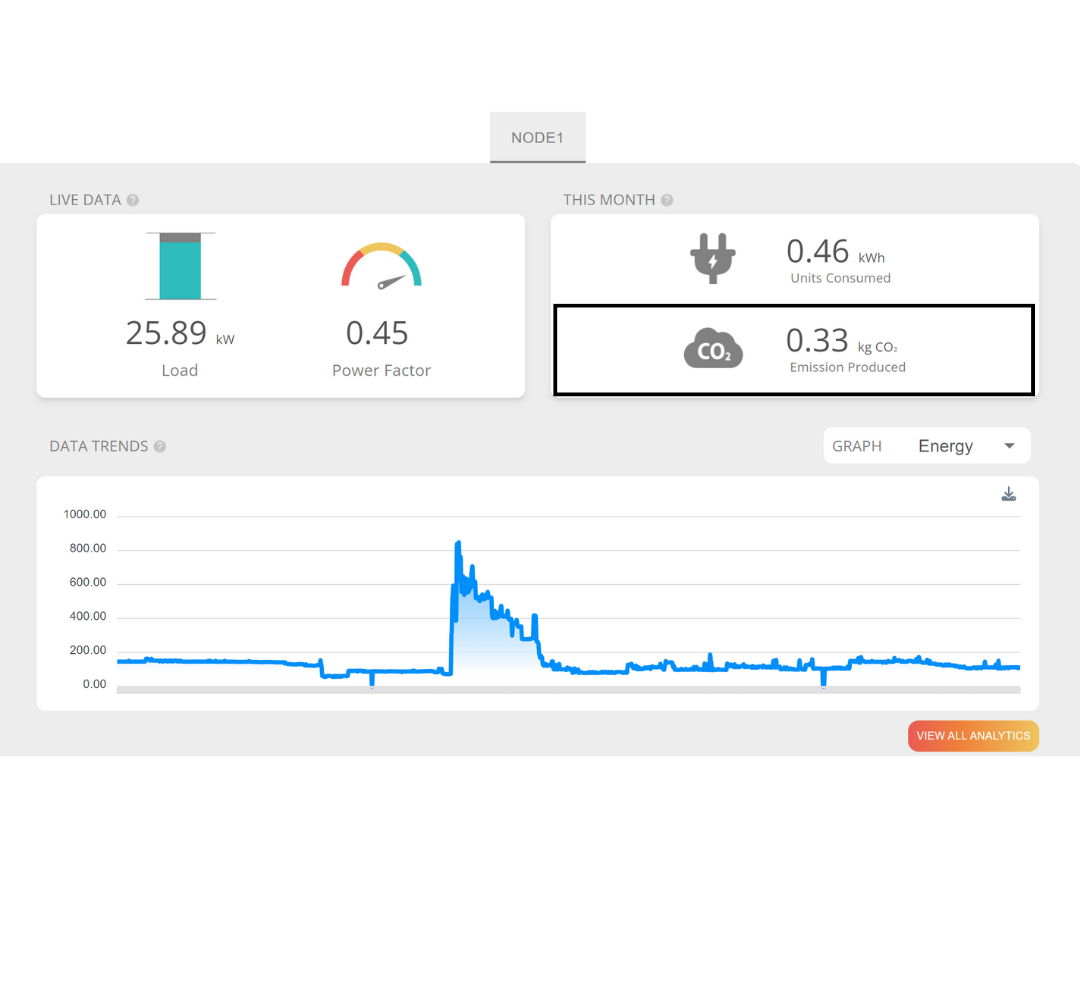 NODE1
LIVE DATA ?
THIS MONTH ?
25.89 kW
Load
0.45
Power Factor
0.46 kWh
Units Consumed
CO₂
0.33 kg CO₂
Emission Produced
DATA TRENDS ?
GRAPH Energy
1000.00
800.00
600.00
400.00
200.00
0.00
VIEW ALL ANALYTICS